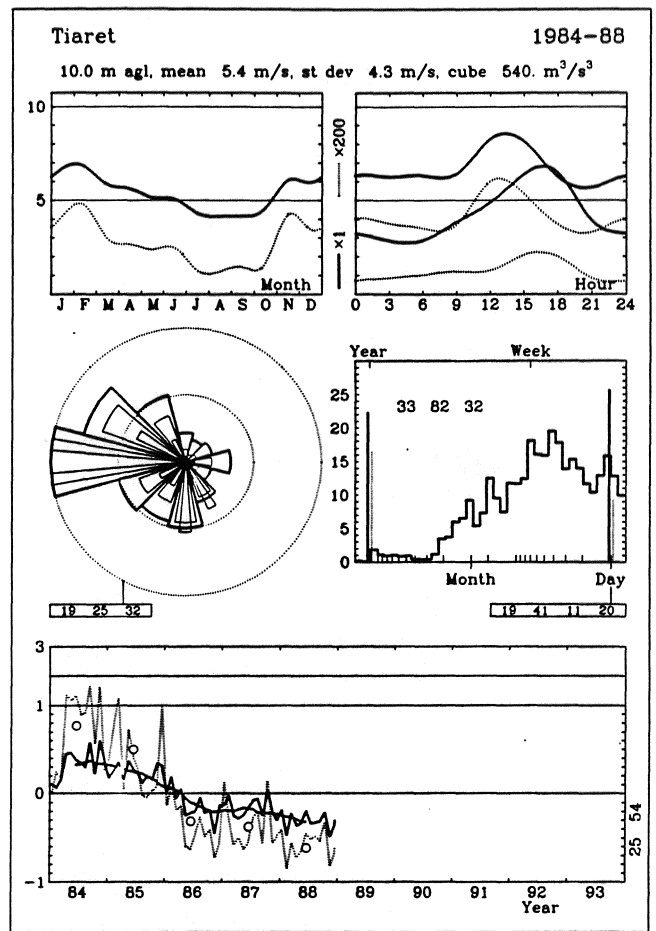 Tiaret 1984-88
10.0 m agl, mean 5.4 m/s, st dev 4.3 m/s, cube 540. m³/s³
10
5
×200
×1
Month
Hour
J F M A M J J A S O N D
0 3 6 9 12 15 18 21 24
Year Week
25
20
15
10
5
0
33 82 32
Month Day
19 25 32
19 41 11 20
3
1
0
-1
25 54
84 85 86 87 88 89 90 91 92 93
Year